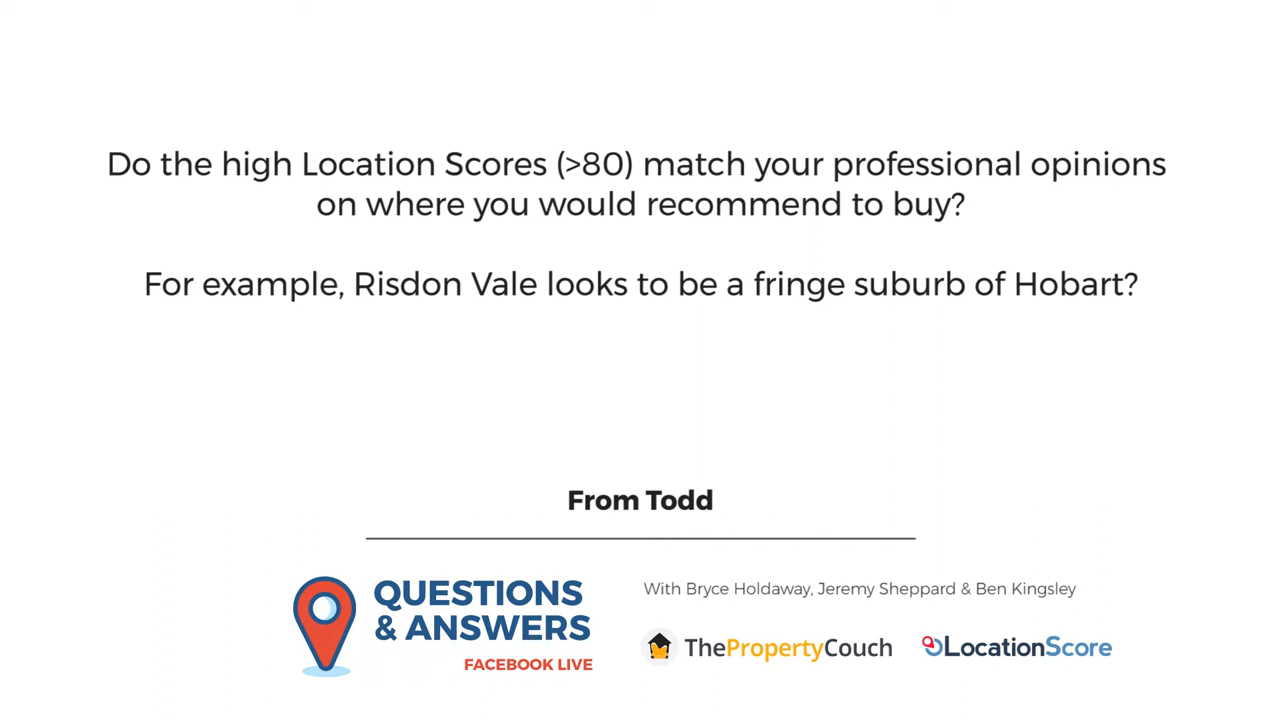 Do the high Location Scores (>80) match your professional opinions
on where you would recommend to buy?
For example, Risdon Vale looks to be a fringe suburb of Hobart?
From Todd
QUESTIONS
& ANSWERS
FACEBOOK LIVE
With Bryce Holdaway, Jeremy Sheppard & Ben Kingsley
ThePropertyCouch
LocationScore